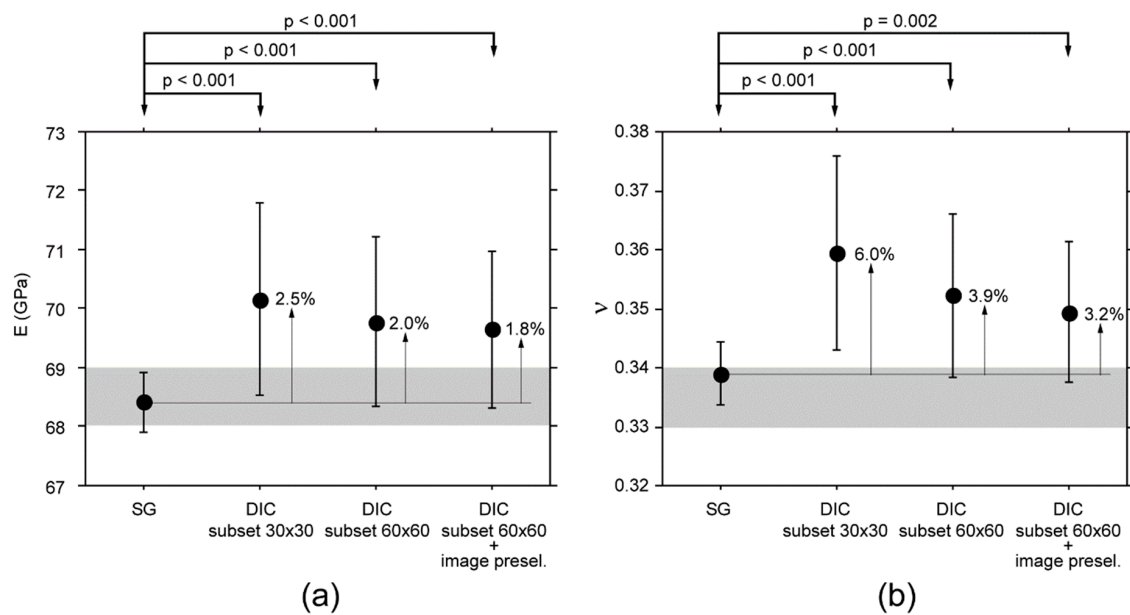 p < 0.001
p < 0.001
p < 0.001
73
72
71
70
69
68
67
E (GPa)
2.5%
2.0%
1.8%
SG
DIC
subset 30x30
DIC
subset 60x60
DIC
subset 60x60
+
image presel.
(a)
p = 0.002
p < 0.001
p < 0.001
0.38
0.37
0.36
0.35
0.34
0.33
0.32
ν
6.0%
3.9%
3.2%
SG
DIC
subset 30x30
DIC
subset 60x60
DIC
subset 60x60
+
image presel.
(b)